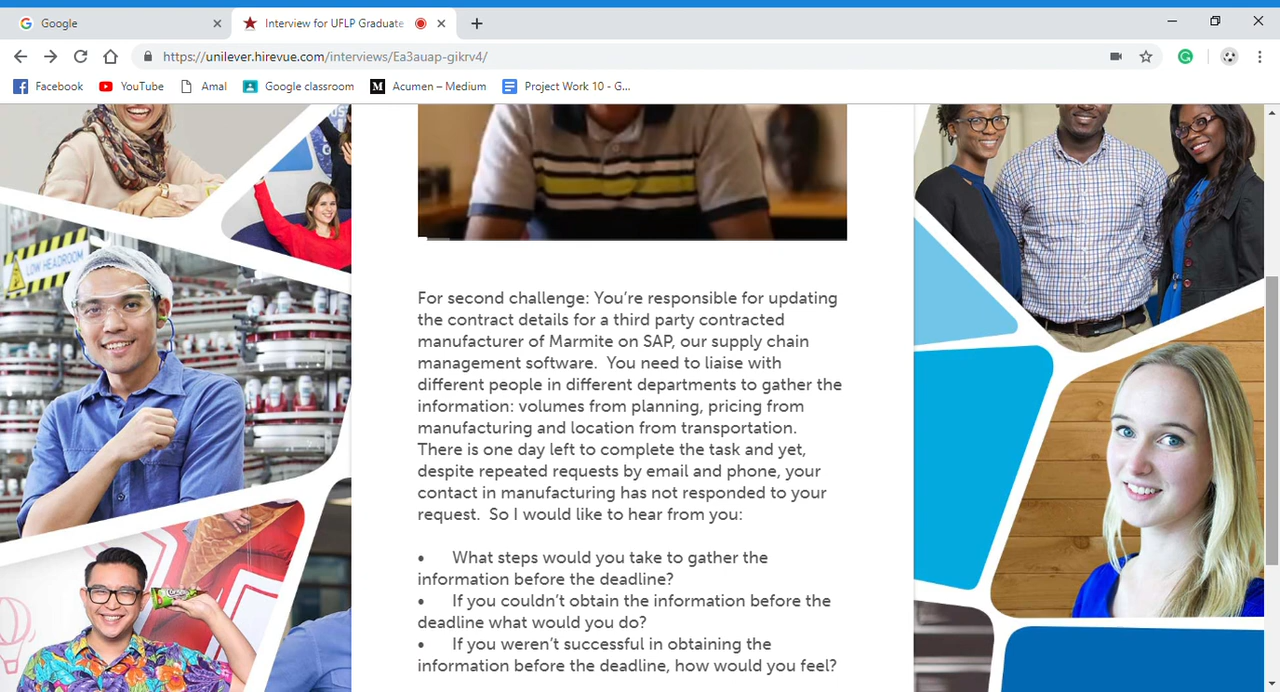 Google
Interview for UFLP Graduate
https://unilever.hirevue.com/interviews/Ea3auap-gikrv4/
Facebook
YouTube
Amal
Google classroom
Acumen – Medium
Project Work 10 - G...
LOW HEADROOM
For second challenge: You’re responsible for updating
the contract details for a third party contracted
manufacturer of Marmite on SAP, our supply chain
management software.  You need to liaise with
different people in different departments to gather the
information: volumes from planning, pricing from
manufacturing and location from transportation.
There is one day left to complete the task and yet,
despite repeated requests by email and phone, your
contact in manufacturing has not responded to your
request.  So I would like to hear from you:
• What steps would you take to gather the
information before the deadline?
• If you couldn’t obtain the information before the
deadline what would you do?
• If you weren’t successful in obtaining the
information before the deadline, how would you feel?